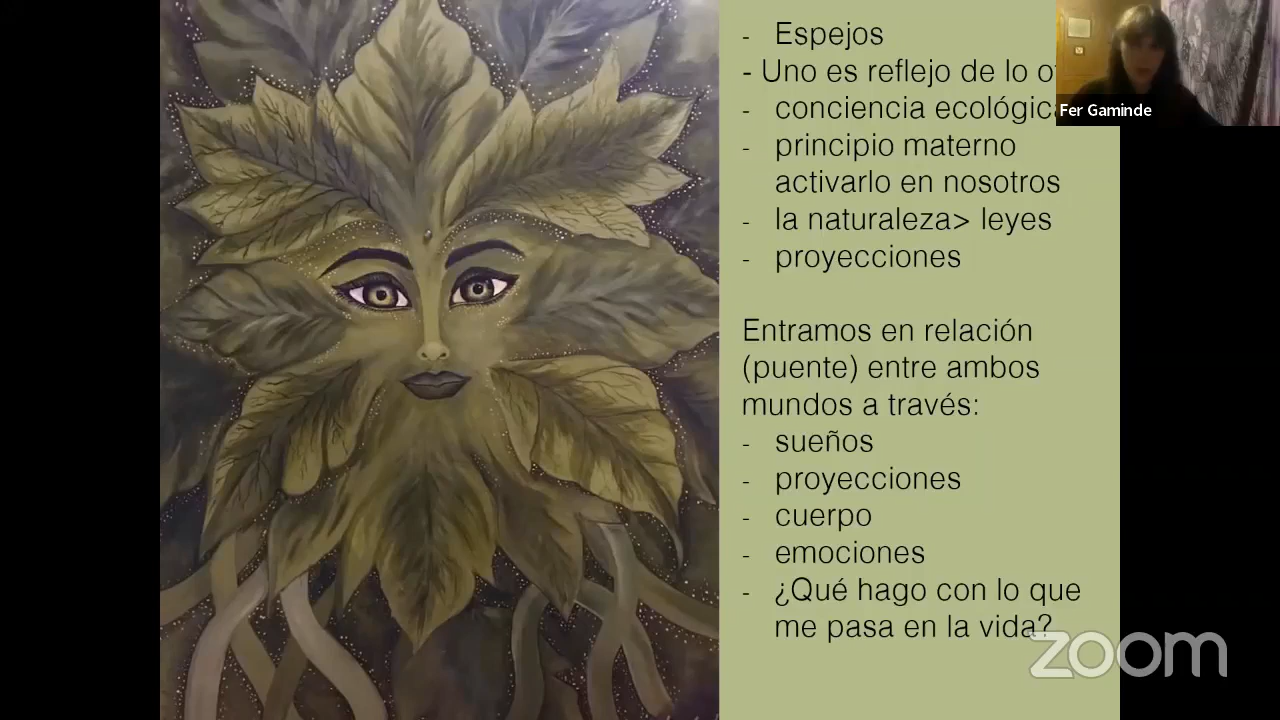 - Espejos
- Uno es reflejo de lo
- conciencia ecológica
- principio materno
activarlo en nosotros
- la naturaleza> leyes
- proyecciones
Entramos en relación
(puente) entre ambos
mundos a través:
- sueños
- proyecciones
- cuerpo
- emociones
- ¿Qué hago con lo que
me pasa en la vida?
Fer Gaminde
zoom